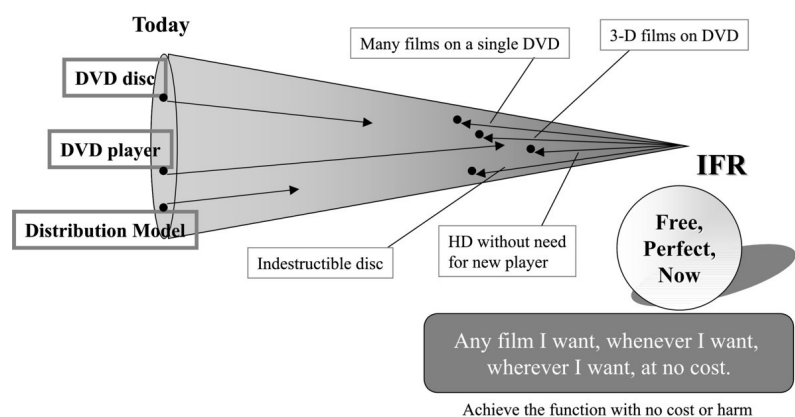 Today
DVD disc
DVD player
Distribution Model
Many films on a single DVD
3-D films on DVD
Indestructible disc
HD without need
for new player
IFR
Free,
Perfect,
Now
Any film I want, whenever I want,
wherever I want, at no cost.
Achieve the function with no cost or harm